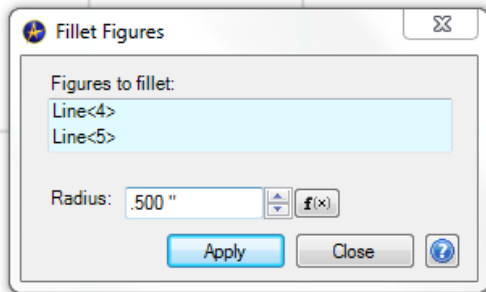 Fillet Figures
Figures to fillet:
Line<4>
Line<5>
Radius: .500 " f(x)
Apply Close ?